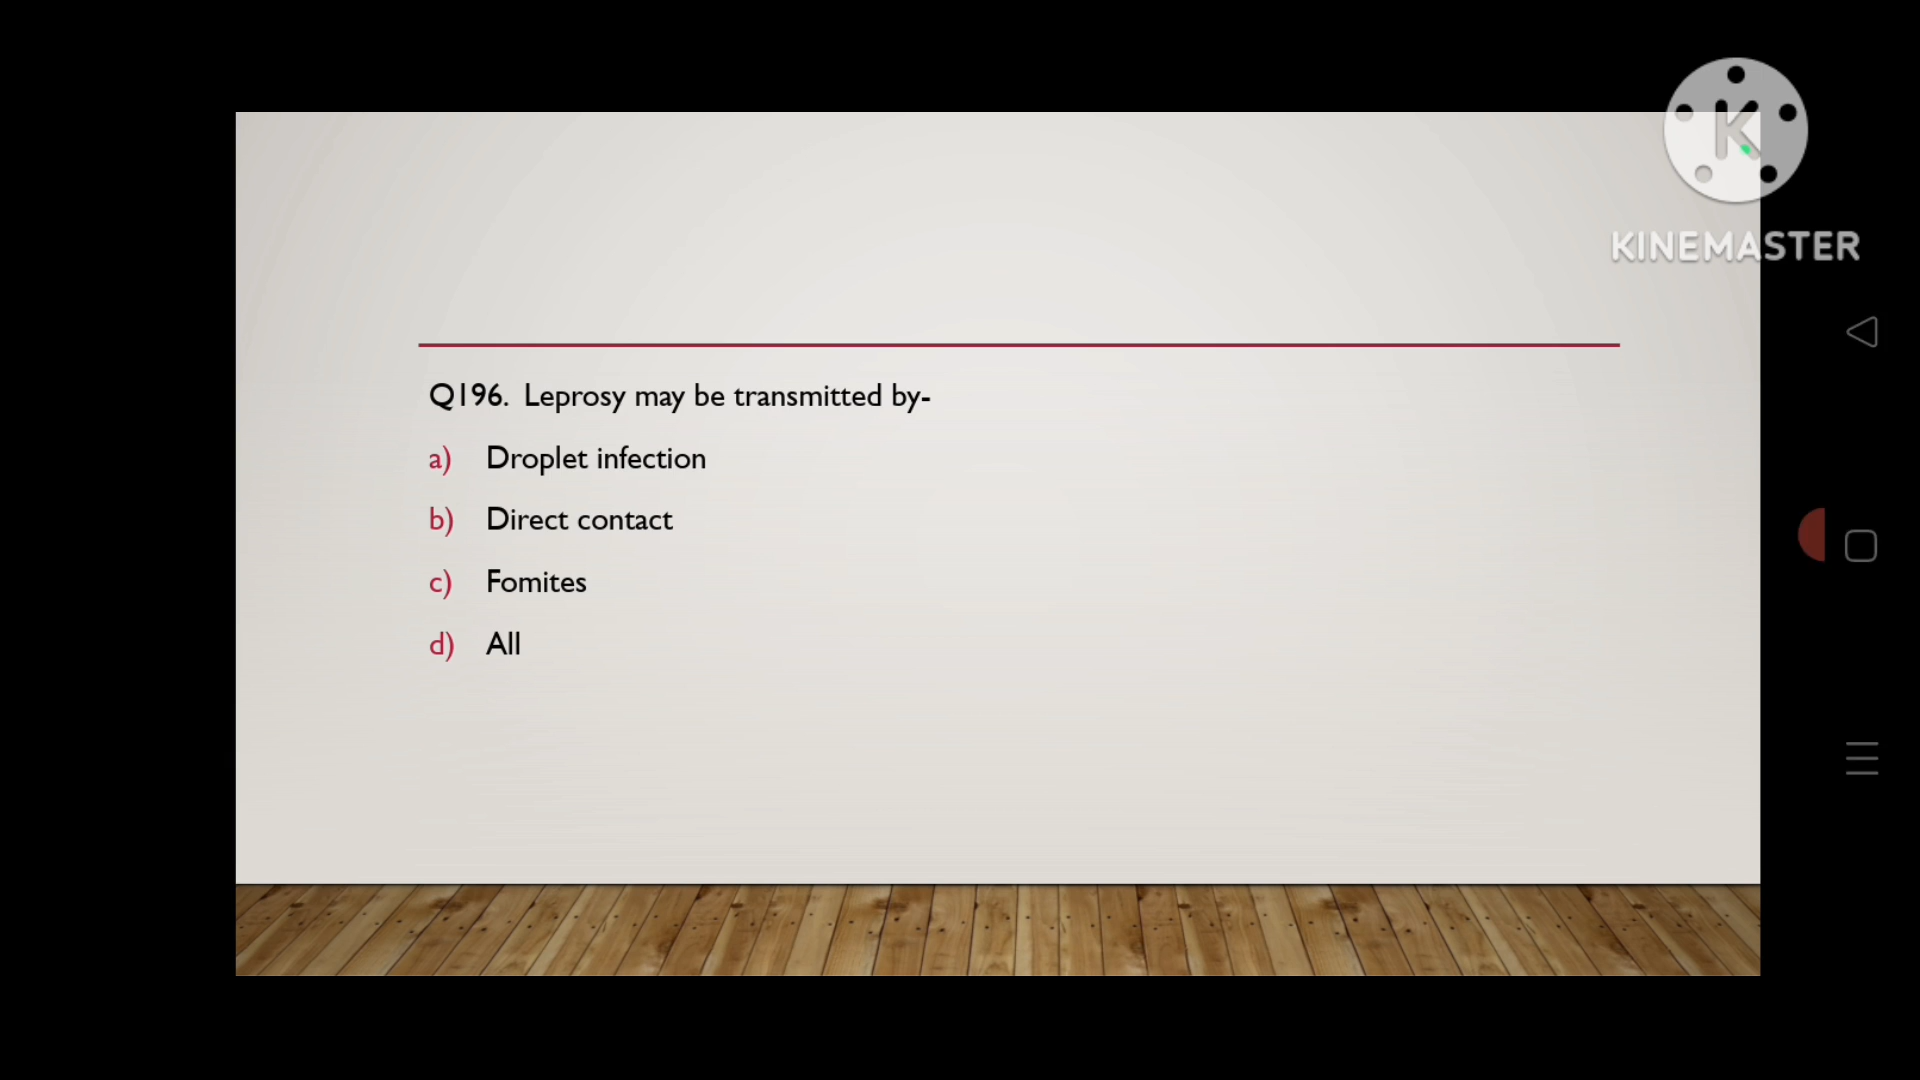 KINEMASTER
Q196. Leprosy may be transmitted by-
a) Droplet infection
b) Direct contact
c) Fomites
d) All